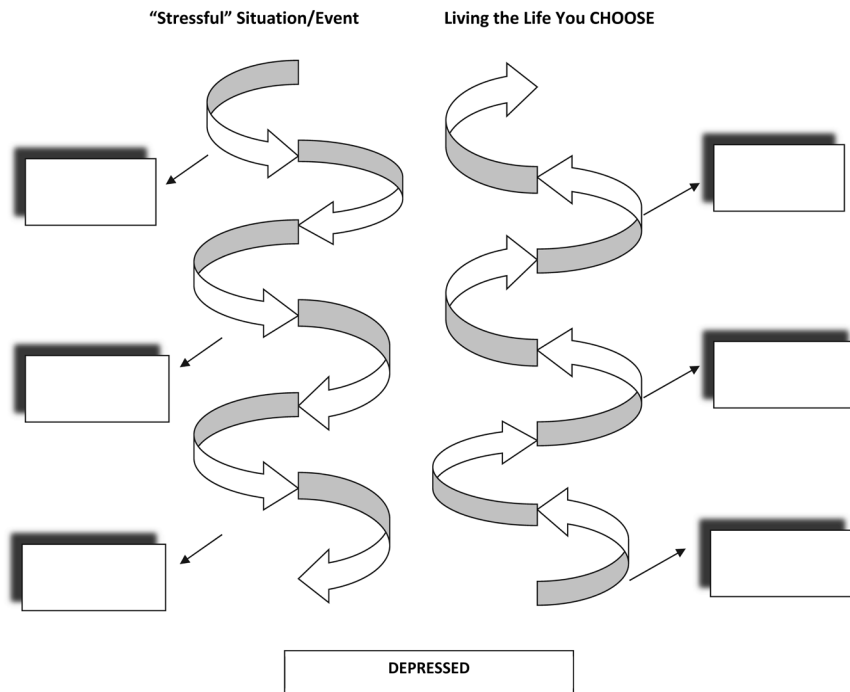 “Stressful” Situation/Event
Living the Life You CHOOSE
DEPRESSED